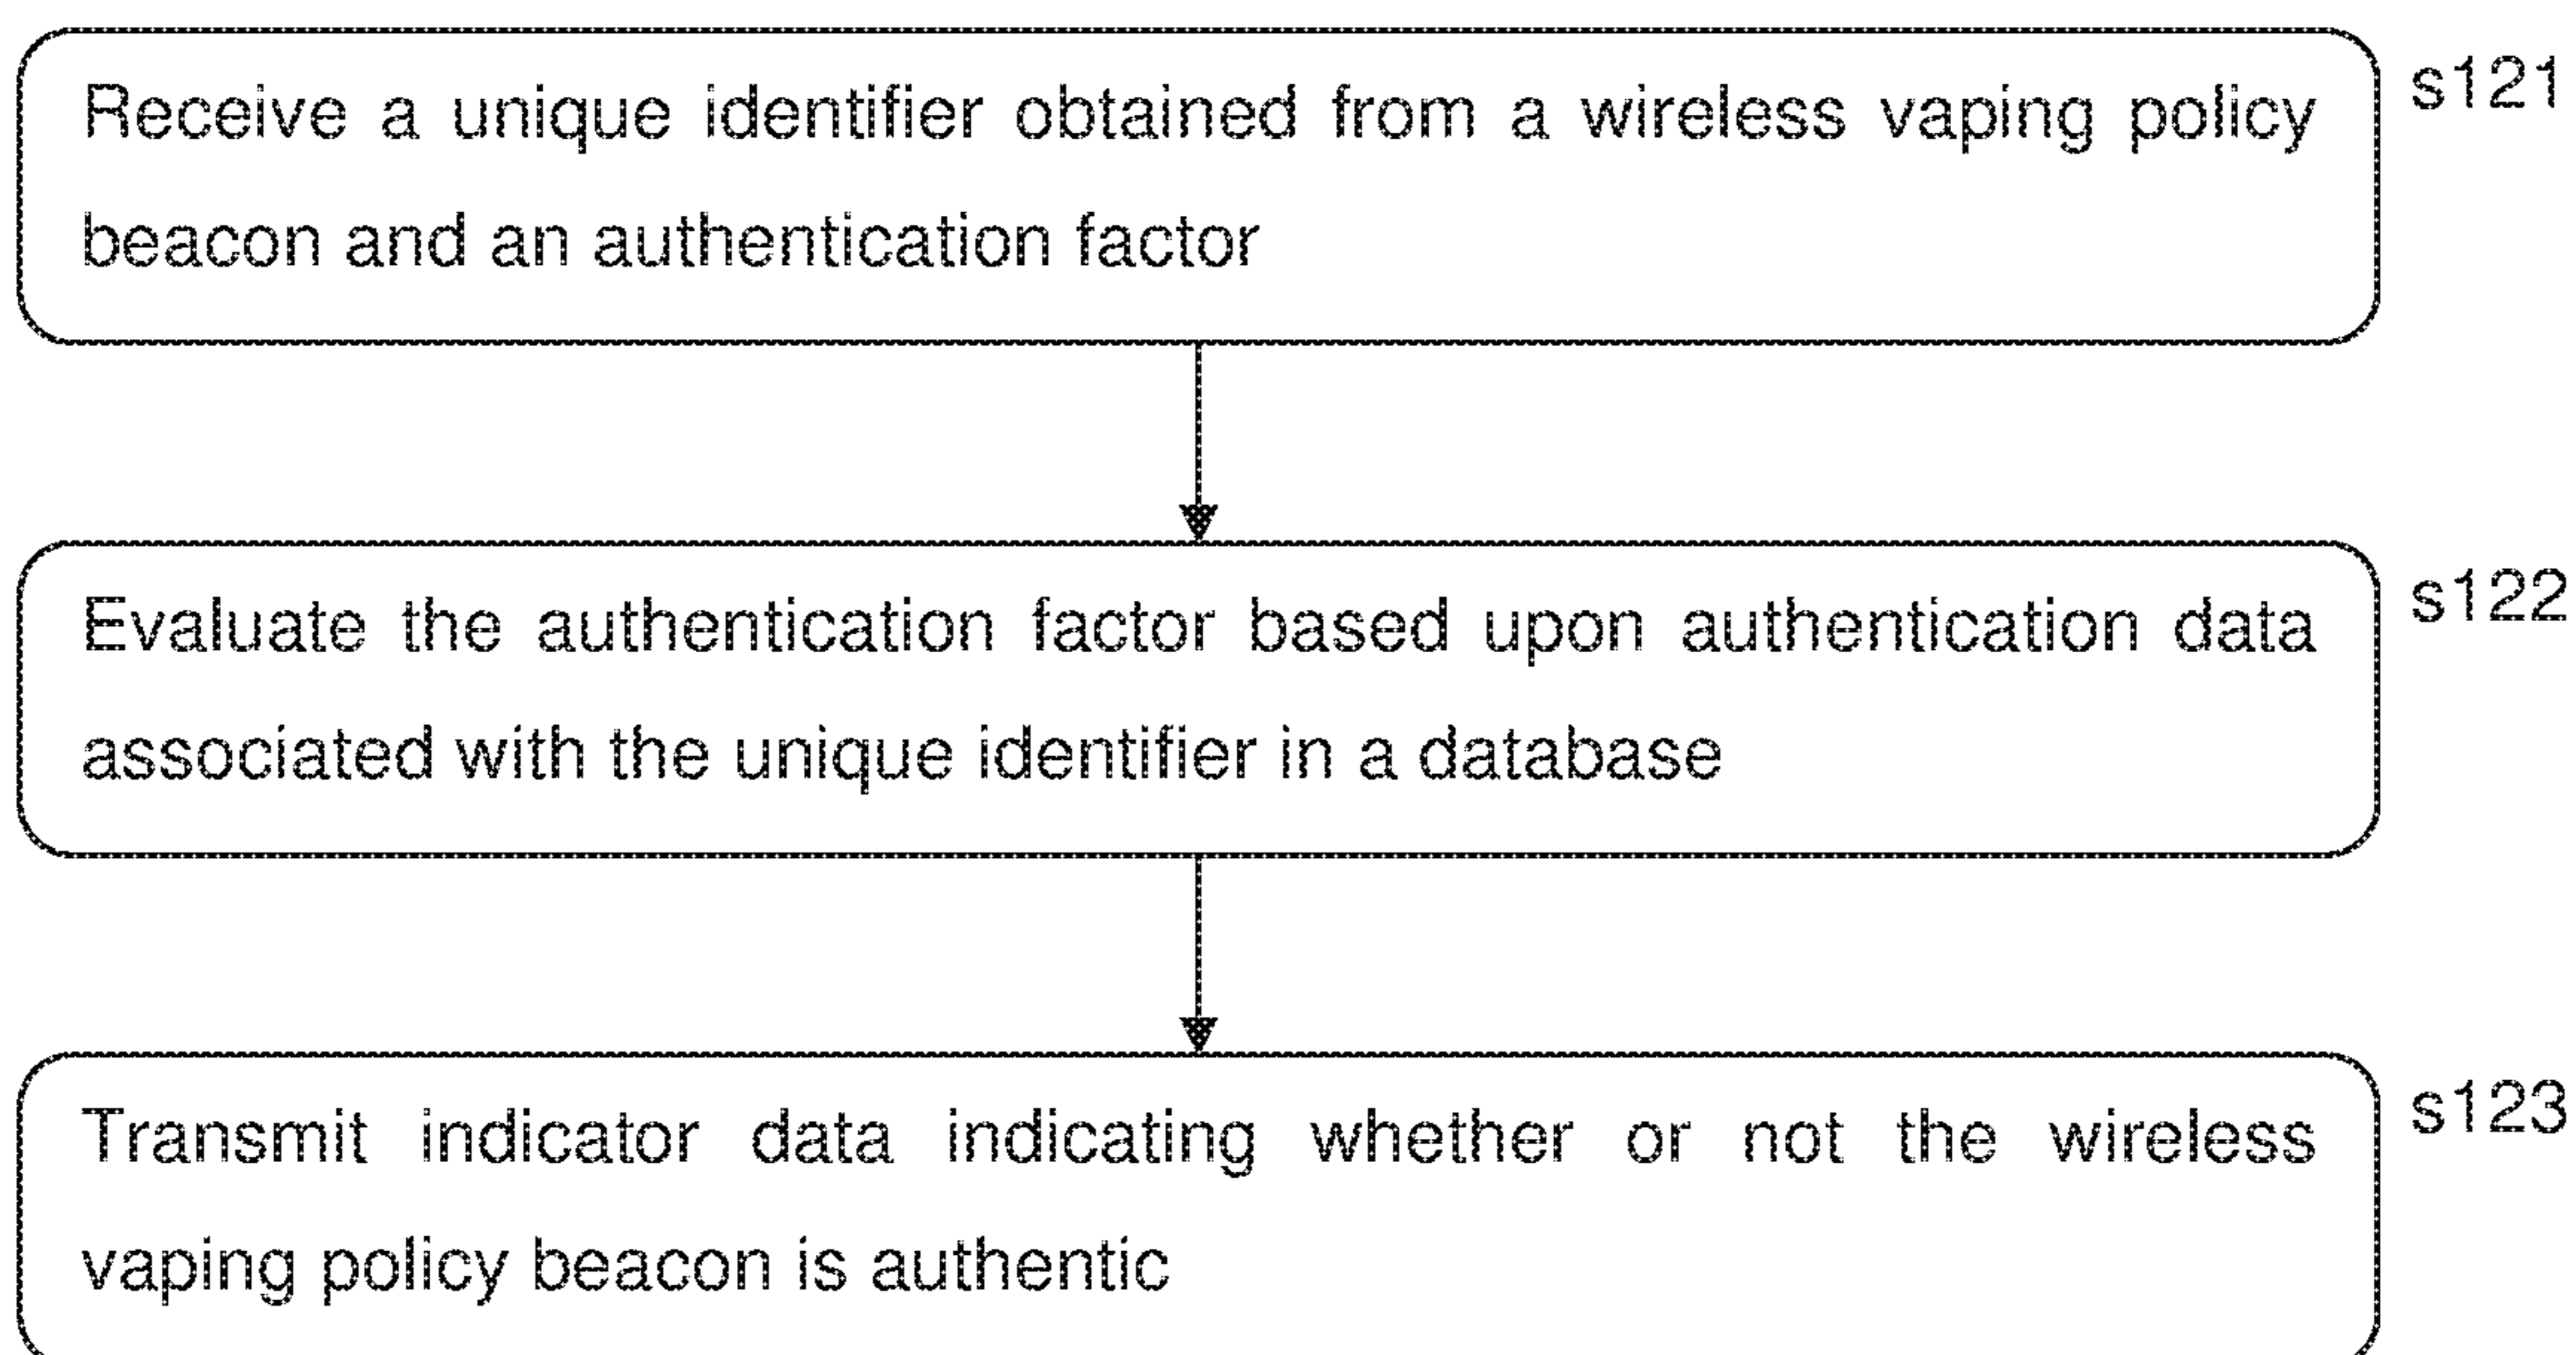 Receive a unique identifier obtained from a wireless vaping policy
s121
beacon and an authentication factor
Evaluate the authentication factor based upon authentication data
s122
associated with the unique identifier in a database
Transmit indicator data indicating whether or not the wireless
s123
vaping policy beacon is authentic